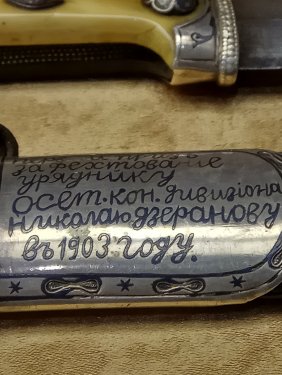 за фехтованіе
уряднику
Осет. кон. дивизіона
Николаю Дзеранову
въ 1903 году.